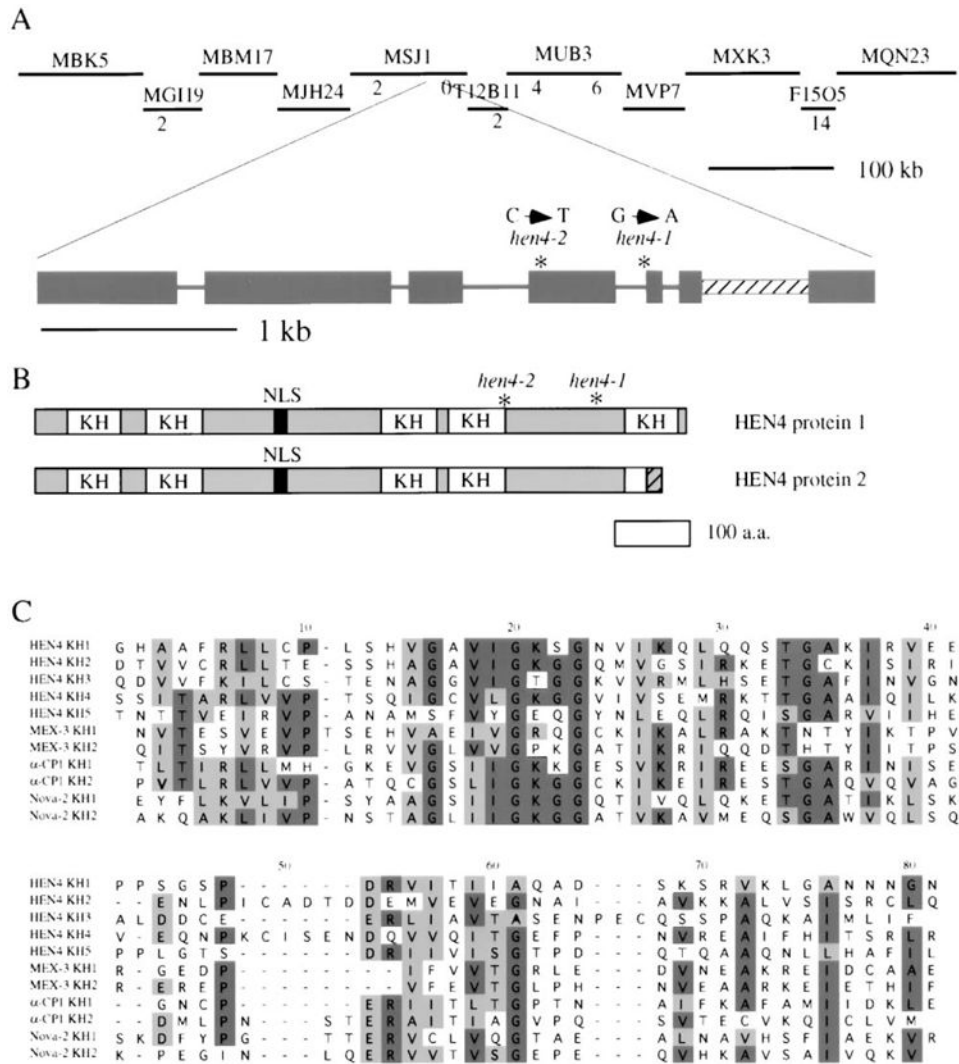 A
MBK5 MBM17 MSJ1 MUB3 MXK3 MQN23
MGI19 MJH24 2 0 T12B11 4 6 MVP7 F15O5
2 2 14
100 kb
C T G A
hen4-2 hen4-1
* *
1 kb
B
hen4-2 hen4-1
NLS * *
KH KH KH KH KH HEN4 protein 1
NLS
KH KH KH KH HEN4 protein 2
100 a.a.
C
10 20 30 40
HEN4 KH1 G H A A F R L L C P - L S H V G A V I G K S G N V I K Q L Q Q S T G A K I R V E E
HEN4 KH2 D T V V C R L L T E - S S H A G A V I G K G G Q M V G S I R K E T G C K I S I R I
HEN4 KH3 Q D V V F K I L C S - T E N A G G V I G T G G K V V R M L H S E T G A F I N V G N
HEN4 KH4 S S I T A R L V V P - T S Q I G C V L G K G G V I V S E M R K T T G A A I Q I L K
HEN4 KH5 T N T T V E I R V P - A N A M S F V Y G E Q G Y N L E Q L R Q I S G A R V I I H E
MEX-3 KH1 N V T E S V E V P T S E H V A E I V G R Q G C K I K A L R A K T N T Y I K T P V
MEX-3 KH2 Q I T S Y V R V P - L R V V G L V V G P K G A T I K R I Q Q D T H T Y I I T P S
α-CP1 KH1 T L T I R L L M H - G K E V G S I I G K K G E S V K K I R E E S G A R I N I S E
α-CP1 KH2 P V T L R L V V P - A T Q C G S L I G K G G C K I K E I R E S T G A Q V Q V A G
Nova-2 KH1 E Y F L K V L I P - S Y A A G S I I G K G G Q T I V Q L Q K E T G A T I K L S K
Nova-2 KH2 A K Q A K L I V P - N S T A G L I I G K G G A T V K A V M E Q S G A W V Q L S Q
50 60 70 80
HEN4 KH1 P P S G S P - - - - - - D R V I T I I A Q A D - - - S K S R V K L G A N N N G N
HEN4 KH2 - E N L P I C A D T D D E M V E V E G N A I - - - A V K K A L V S I S R C L Q
HEN4 KH3 A L D D C E - - - - - - E R L I A V T A S E N P E C Q S S P A Q K A I M L I F
HEN4 KH4 V - E Q N P K C I S E N D Q V V Q I T G E F P - - - N V R E A I F H I T S R L R
HEN4 KH5 P P L G T S - - - - - - D R I I V I S G T P D - - - Q T Q A A Q N L L H A F I L
MEX-3 KH1 R - G E D P - - - - - - - - I F V V T G R L E - - - D V N E A K R E I D C A A E
MEX-3 KH2 R - E R E P - - - - - - - - I F V V T G L P H - - - N V E A A R K E I E T H I F
α-CP1 KH1 - - G N C P - - - - - - E R I I T L T G P T N - - - A I F K A F A M I I D K L E
α-CP1 KH2 - D M L P N - - - S T E R A I T I A G V P Q - - - S V T E C V K Q I C L V M
Nova-2 KH1 S K D F Y P G - - - T T E R V C L V Q G T A E - - - A L N A V H S F I A E K V R
Nova-2 KH2 K - P E G I N - - - L Q E R V V T V S G E P E - - - Q V H K A V S A I